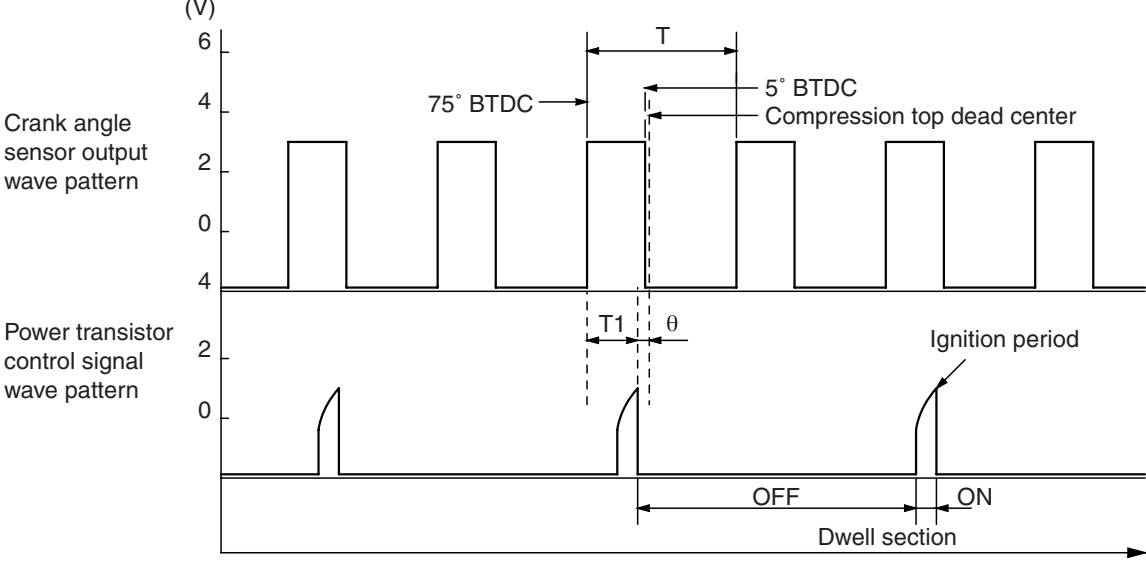 (V)
6
T
75˚ BTDC
5˚ BTDC
4
Compression top dead center
Crank angle
sensor output
wave pattern
2
0
4
T1
θ
Power transistor
control signal
wave pattern
2
Ignition period
0
OFF
ON
Dwell section